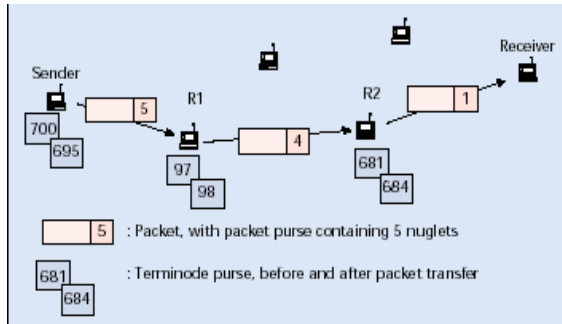 Receiver
Sender
R1
R2
5
4
1
700
695
97
98
681
684
5 : Packet, with packet purse containing 5 nuglets
681
684
: Terminode purse, before and after packet transfer